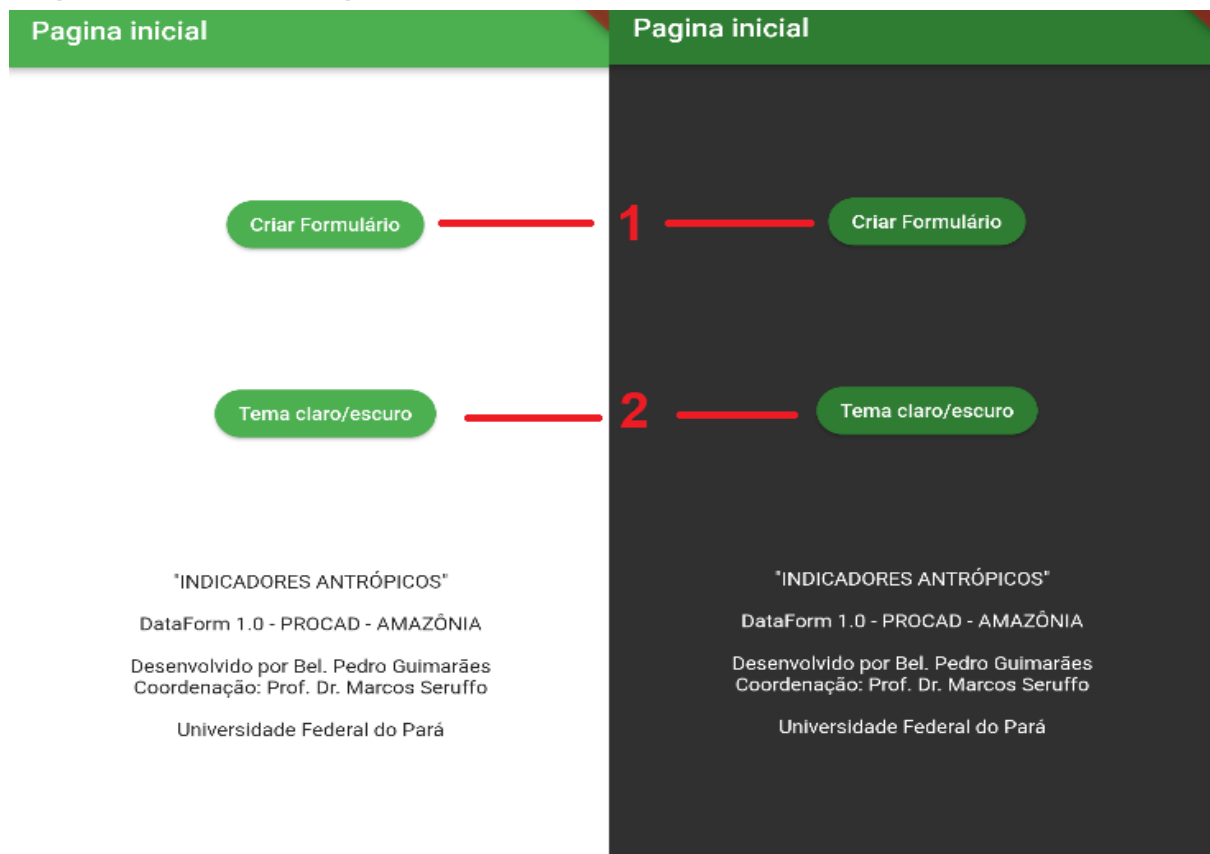 Pagina inicial
Pagina inicial
Criar Formulário
1
Criar Formulário
Tema claro/escuro
2
Tema claro/escuro
"INDICADORES ANTRÓPICOS"
DataForm 1.0 - PROCAD - AMAZÔNIA
Desenvolvido por Bel. Pedro Guimarães
Coordenação: Prof. Dr. Marcos Seruffo
Universidade Federal do Pará
"INDICADORES ANTRÓPICOS"
DataForm 1.0 - PROCAD - AMAZÔNIA
Desenvolvido por Bel. Pedro Guimarães
Coordenação: Prof. Dr. Marcos Seruffo
Universidade Federal do Pará